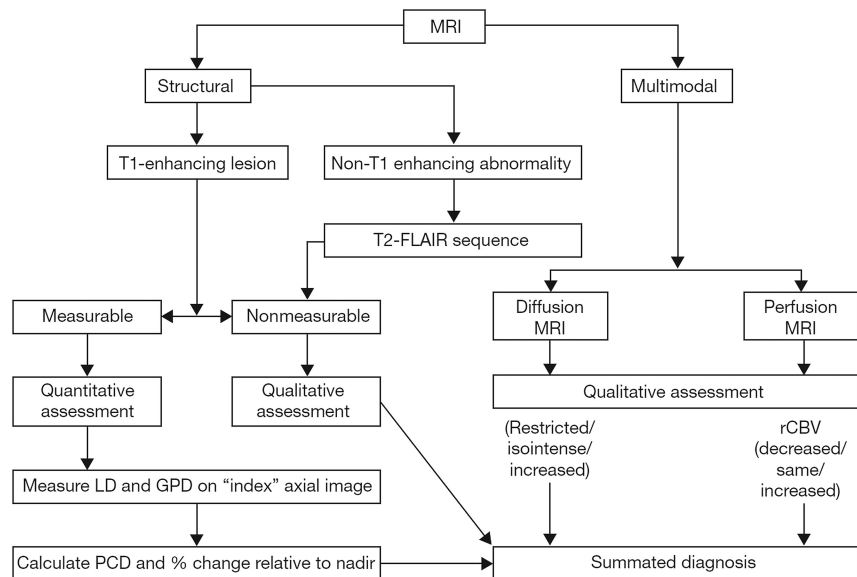 MRI
Structural
Multimodal
T1-enhancing lesion
Non-T1 enhancing abnormality
T2-FLAIR sequence
Measurable
Nonmeasurable
Diffusion
MRI
Perfusion
MRI
Quantitative
assessment
Qualitative
assessment
Qualitative assessment
(Restricted/
isointense/
increased)
rCBV
(decreased/
same/
increased)
Measure LD and GPD on “index” axial image
Calculate PCD and % change relative to nadir
Summated diagnosis